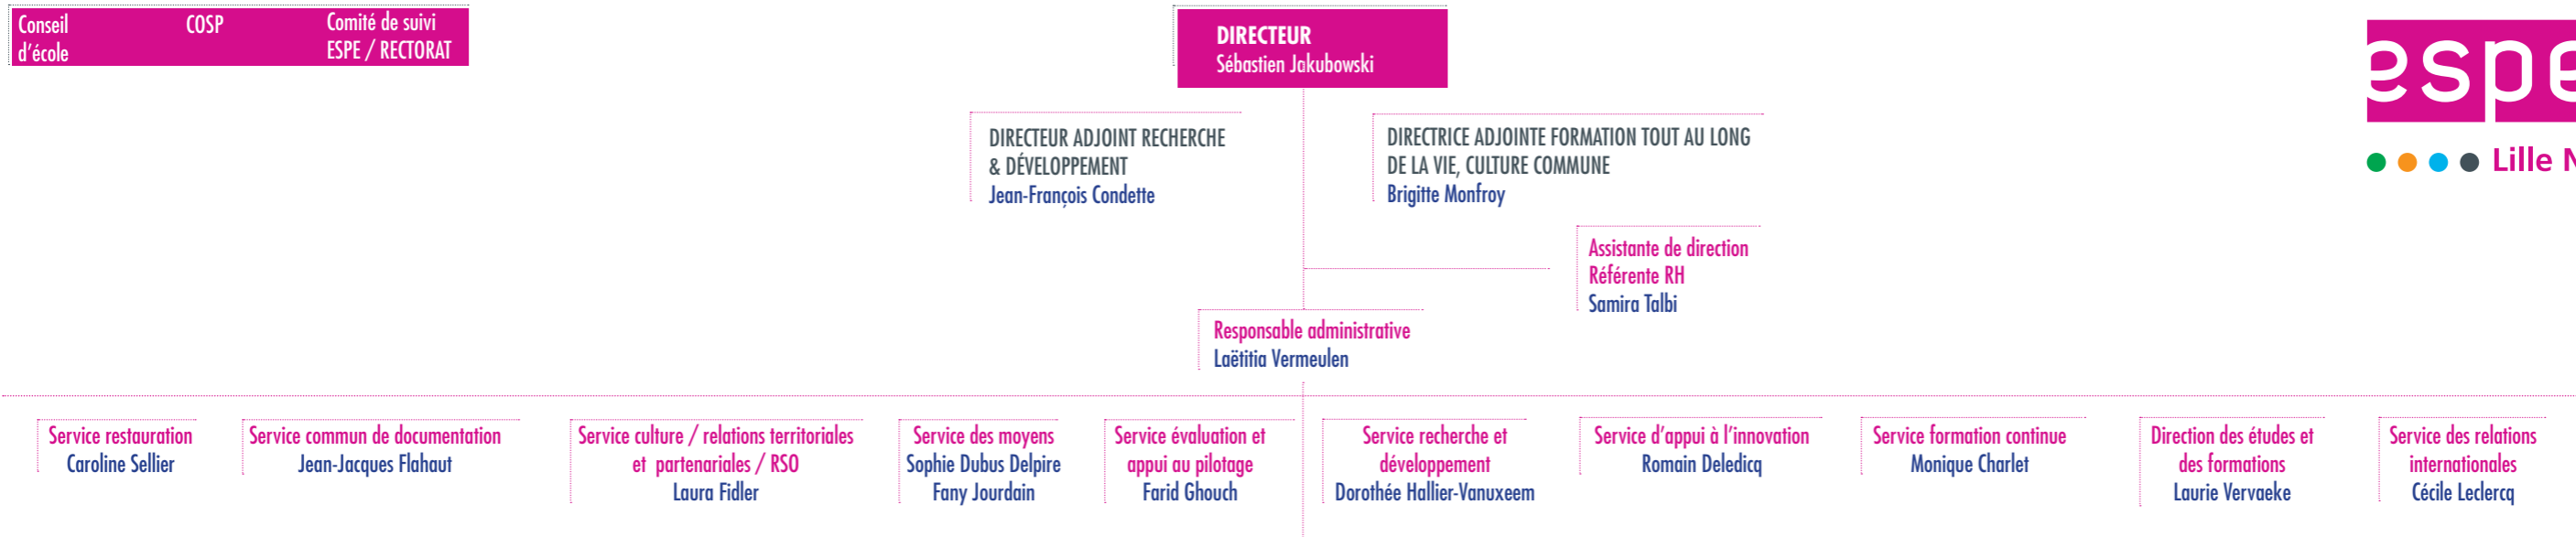 Conseil
d'école
COSP
Comité de suivi
ESPE / RECTORAT
DIRECTEUR
Sébastien Jakubowski
espe
Lille N
DIRECTEUR ADJOINT RECHERCHE
& DÉVELOPPEMENT
Jean-François Condette
DIRECTRICE ADJOINTE FORMATION TOUT AU LONG
DE LA VIE, CULTURE COMMUNE
Brigitte Monfroy
Assistante de direction
Référente RH
Samira Talbi
Responsable administrative
Laëtitia Vermeulen
Service restauration
Caroline Sellier
Service commun de documentation
Jean-Jacques Flahaut
Service culture / relations territoriales
et partenariales / RSO
Laura Fidler
Service des moyens
Sophie Dubus Delpire
Fany Jourdain
Service évaluation et
appui au pilotage
Farid Ghouch
Service recherche et
développement
Dorothée Hallier-Vanuxeem
Service d'appui à l'innovation
Romain Deledicq
Service formation continue
Monique Charlet
Direction des études et
des formations
Laurie Vervaeke
Service des relations
internationales
Cécile Leclercq